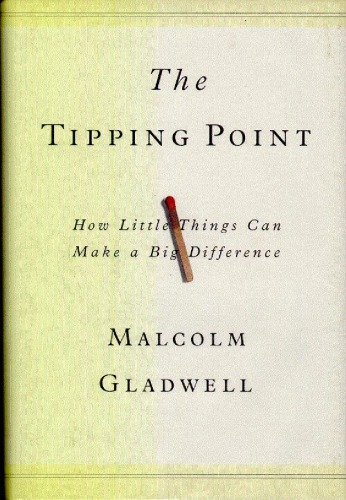 The
TIPPING POINT
How Little Things Can
Make a Big Difference
MALCOLM
GLADWELL